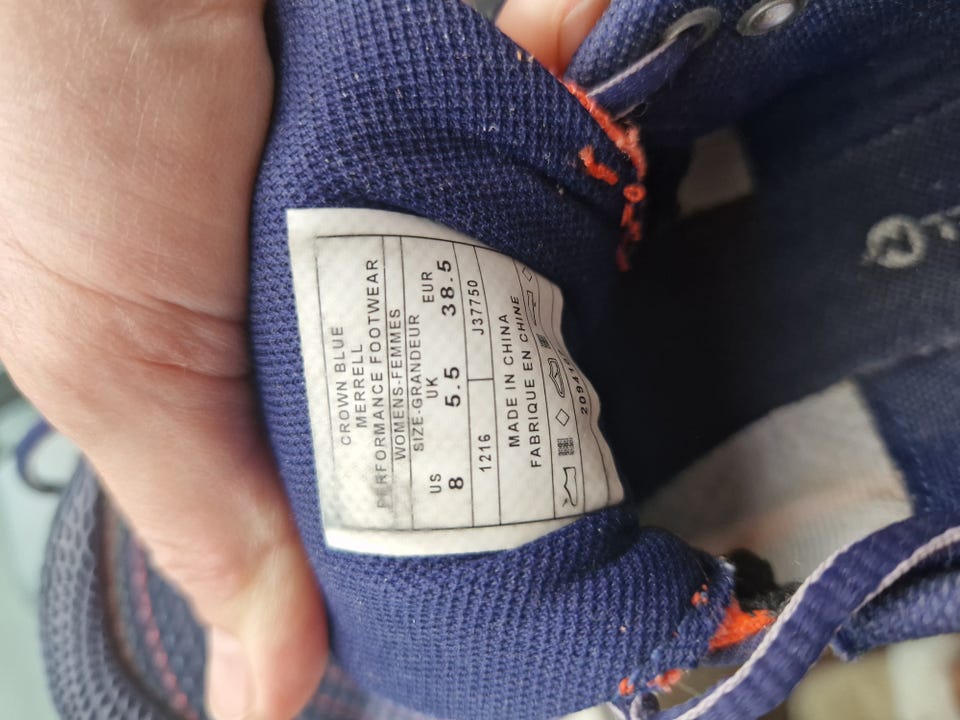 CROWN BLUE
MERRELL
PERFORMANCE FOOTWEAR
WOMENS-FEMMES
SIZE-GRANDEUR
US UK EUR
8 5.5 38.5
1216 J37750
MADE IN CHINA
FABRIQUE EN CHINE